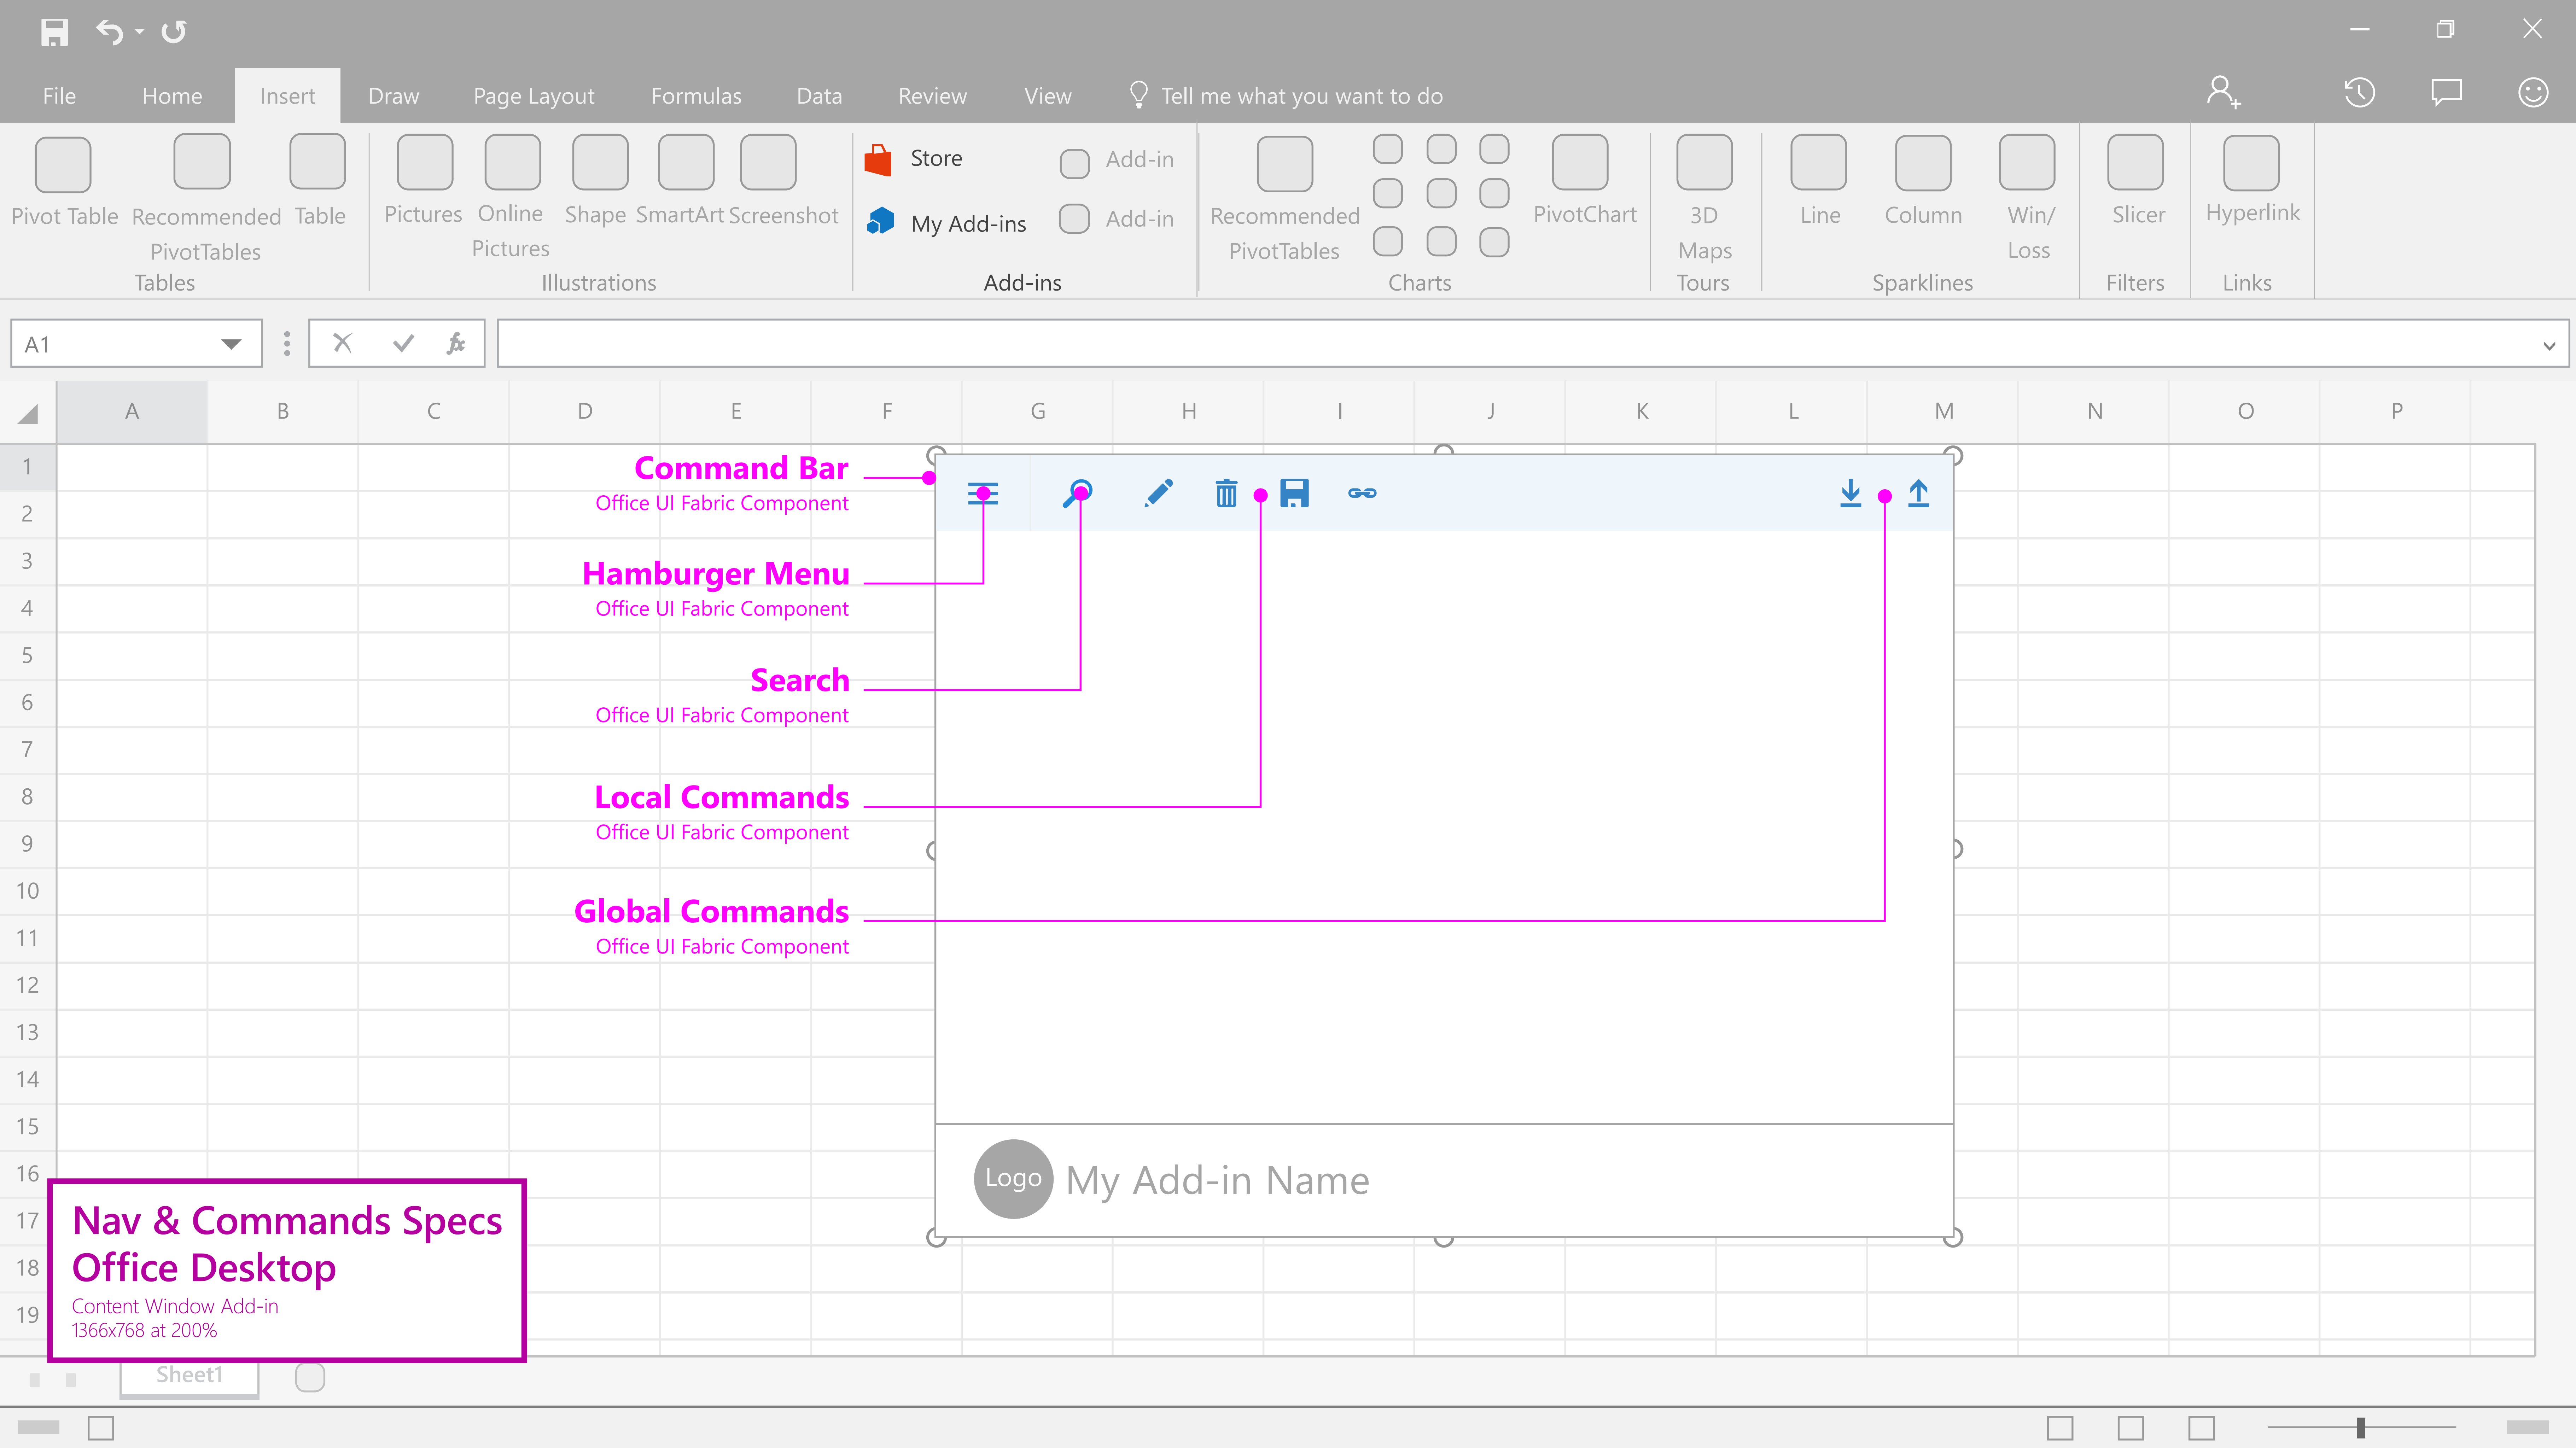 File Home Insert Draw Page Layout Formulas Data Review View Tell me what you want to do
Pivot Table
Recommended
PivotTables
Table
Tables
Pictures
Online
Pictures
Shape
SmartArt
Screenshot
Illustrations
Store
My Add-ins
Add-in
Add-in
Add-ins
Recommended
PivotTables
PivotChart
Charts
3D
Maps
Tours
Line
Column
Win/
Loss
Sparklines
Slicer
Filters
Hyperlink
Links
A1
fx
A B C D E F G H I J K L M N O P
1
2
3
4
5
6
7
8
9
10
11
12
13
14
15
16
17
18
19
Command Bar
Office UI Fabric Component
Hamburger Menu
Office UI Fabric Component
Search
Office UI Fabric Component
Local Commands
Office UI Fabric Component
Global Commands
Office UI Fabric Component
Logo My Add-in Name
Nav & Commands Specs
Office Desktop
Content Window Add-in
1366x768 at 200%
Sheet1